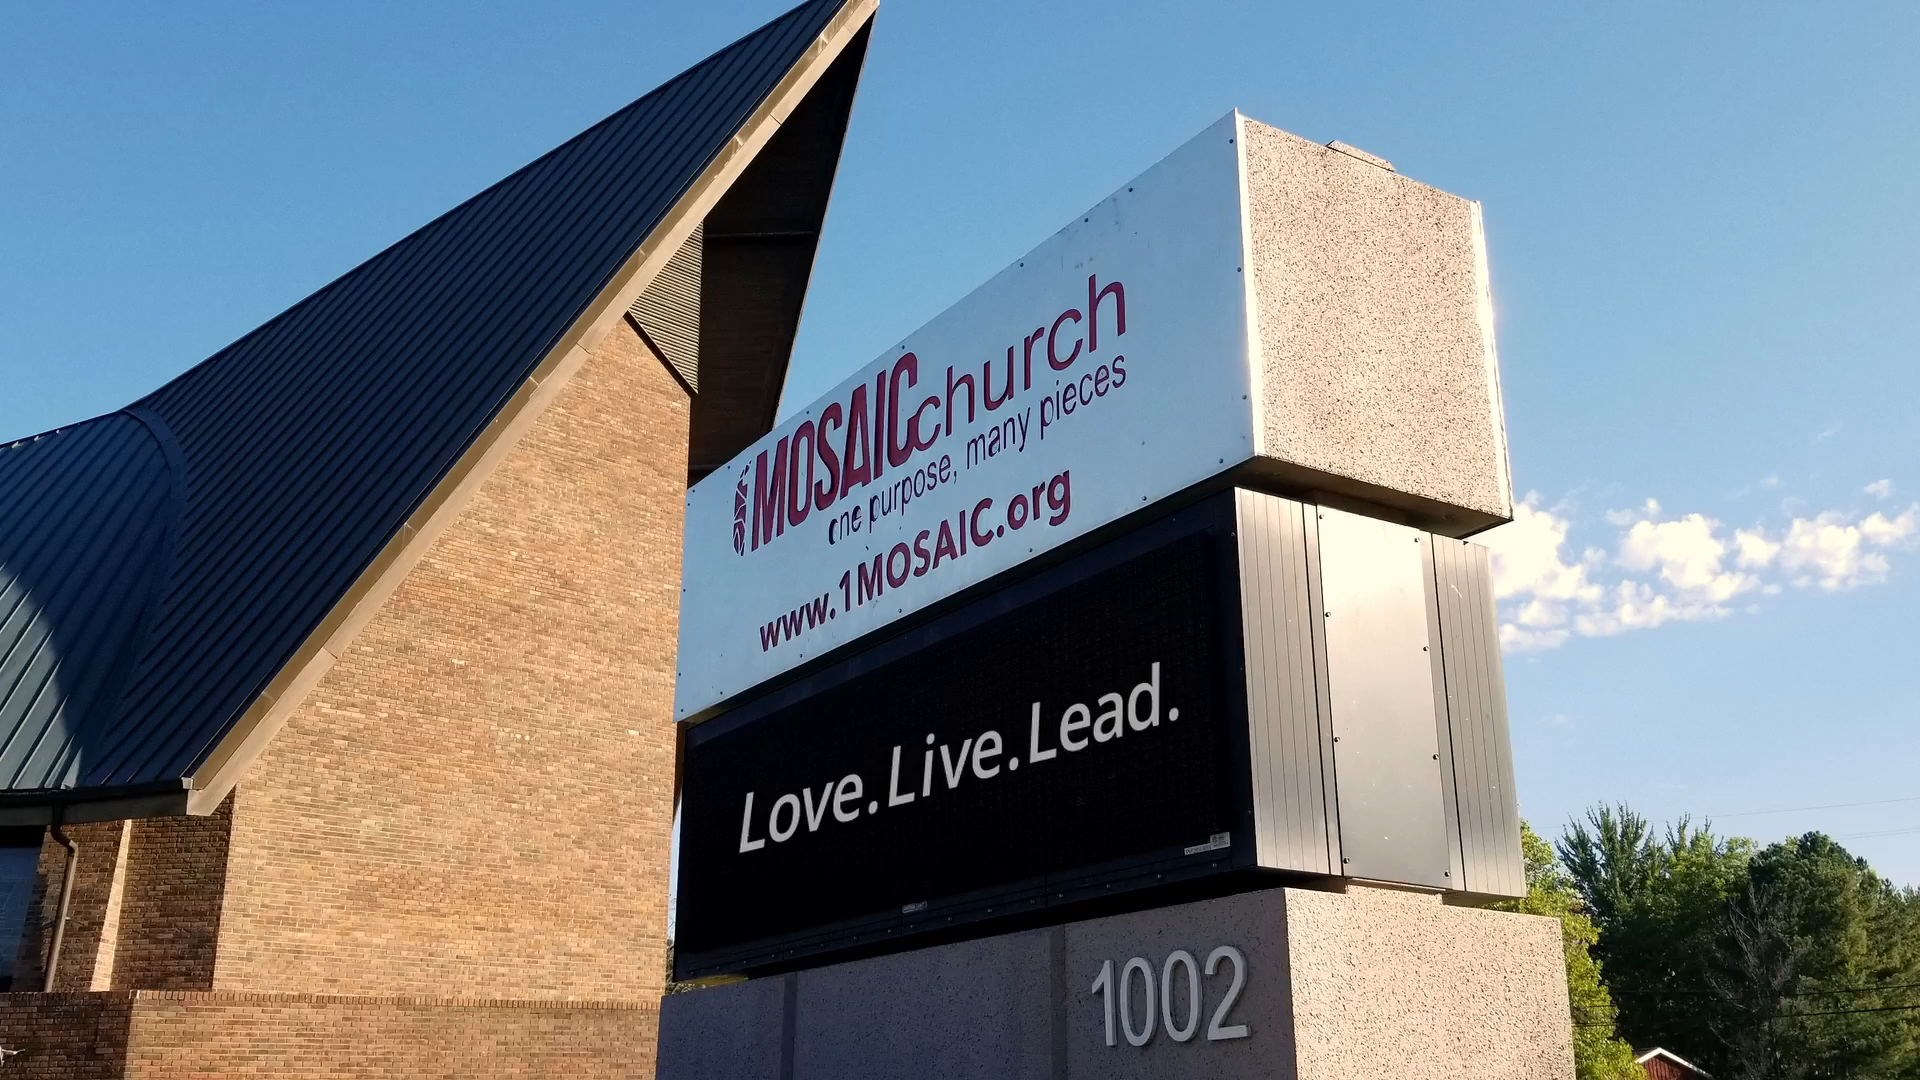 MOSAICchurch
one purpose, many pieces
www.1MOSAIC.org
Love. Live. Lead.
1002